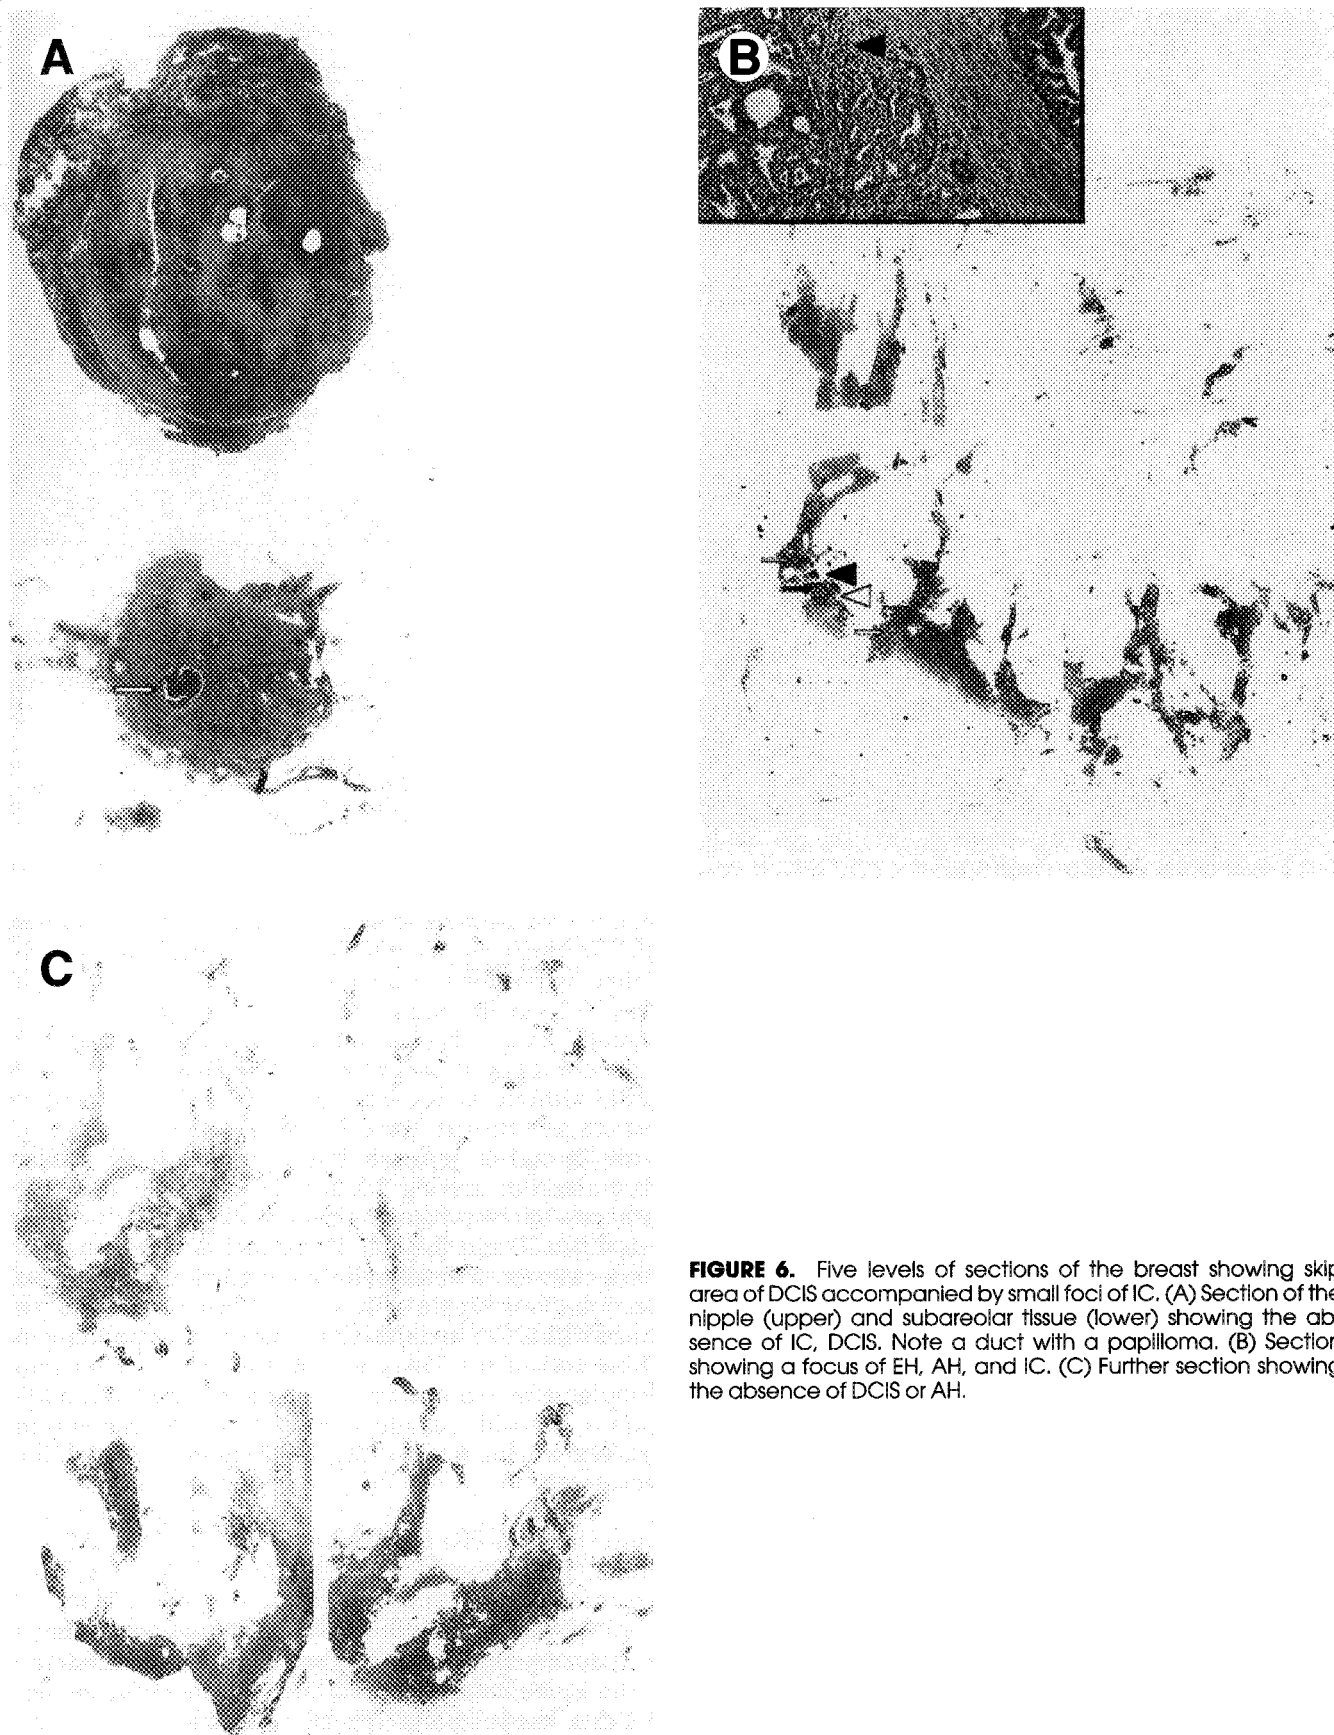 A
B
C
FIGURE 6. Five levels of sections of the breast showing skip
area of DCIS accompanied by small foci of IC. (A) Section of the
nipple (upper) and subareolar tissue (lower) showing the ab-
sence of IC, DCIS. Note a duct with a papilloma. (B) Section
showing a focus of EH, AH, and IC. (C) Further section showing
the absence of DCIS or AH.